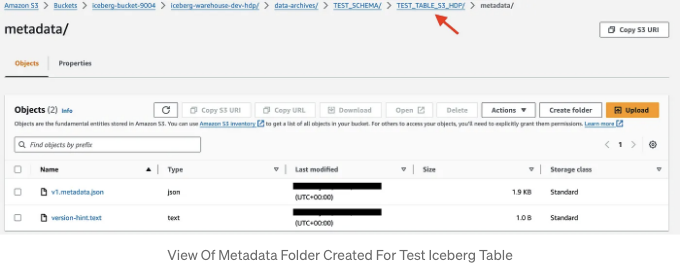 Amazon S3 > Buckets > iceberg-bucket-9004 > iceberg-warehouse-dev-hdp/ > data-archives/ > TEST_SCHEMA/ > TEST_TABLE_S3_HDP/ > metadata/
metadata/
Copy S3 URI
Objects Properties
Objects (2) Info
Copy S3 URI Copy URL Download Open Delete Actions Create folder Upload
Objects are the fundamental entities stored in Amazon S3. You can use Amazon S3 inventory to get a list of all objects in your bucket. For others to access your objects, you'll need to explicitly grant them permissions. Learn more
Find objects by prefix
1
Name Type Last modified Size Storage class
v1.metadata.json json (UTC+00:00) 1.9 KB Standard
version-hint.text text (UTC+00:00) 1.0 B Standard
View Of Metadata Folder Created For Test Iceberg Table